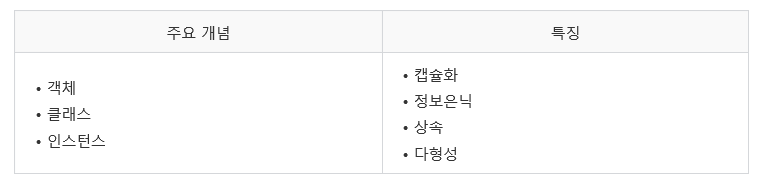 주요 개념
특징
• 객체
• 클래스
• 인스턴스
• 캡슐화
• 정보은닉
• 상속
• 다형성